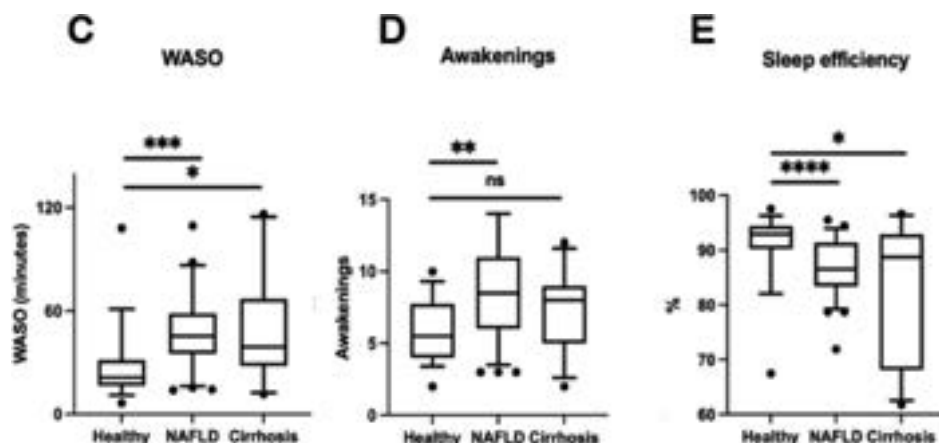 C
WASO
***
*
120
60
0
WASO (minutes)
Healthy NAFLD Cirrhosis
D
Awakenings
**
ns
15
10
5
0
Awakenings
Healthy NAFLD Cirrhosis
E
Sleep efficiency
*
****
100
90
80
70
60
%
Healthy NAFLD Cirrhosis